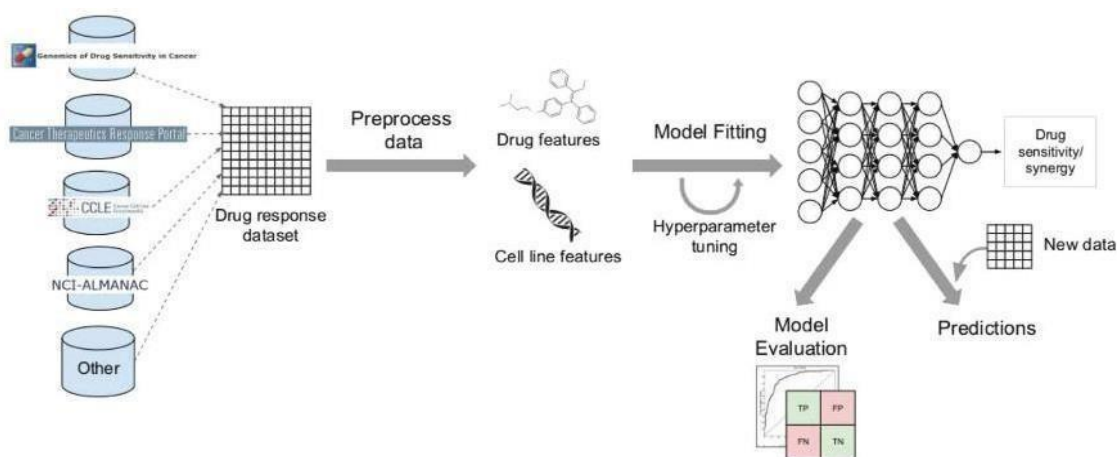 Genomics of Drug Sensitivity in Cancer
Cancer Therapeutics Response Portal
CCLE
NCI-ALMANAC
Other
Drug response
dataset
Preprocess
data
Drug features
Cell line features
Model Fitting
Hyperparameter
tuning
Drug
sensitivity/
synergy
New data
Model
Evaluation
Predictions
TP
FP
FN
TN